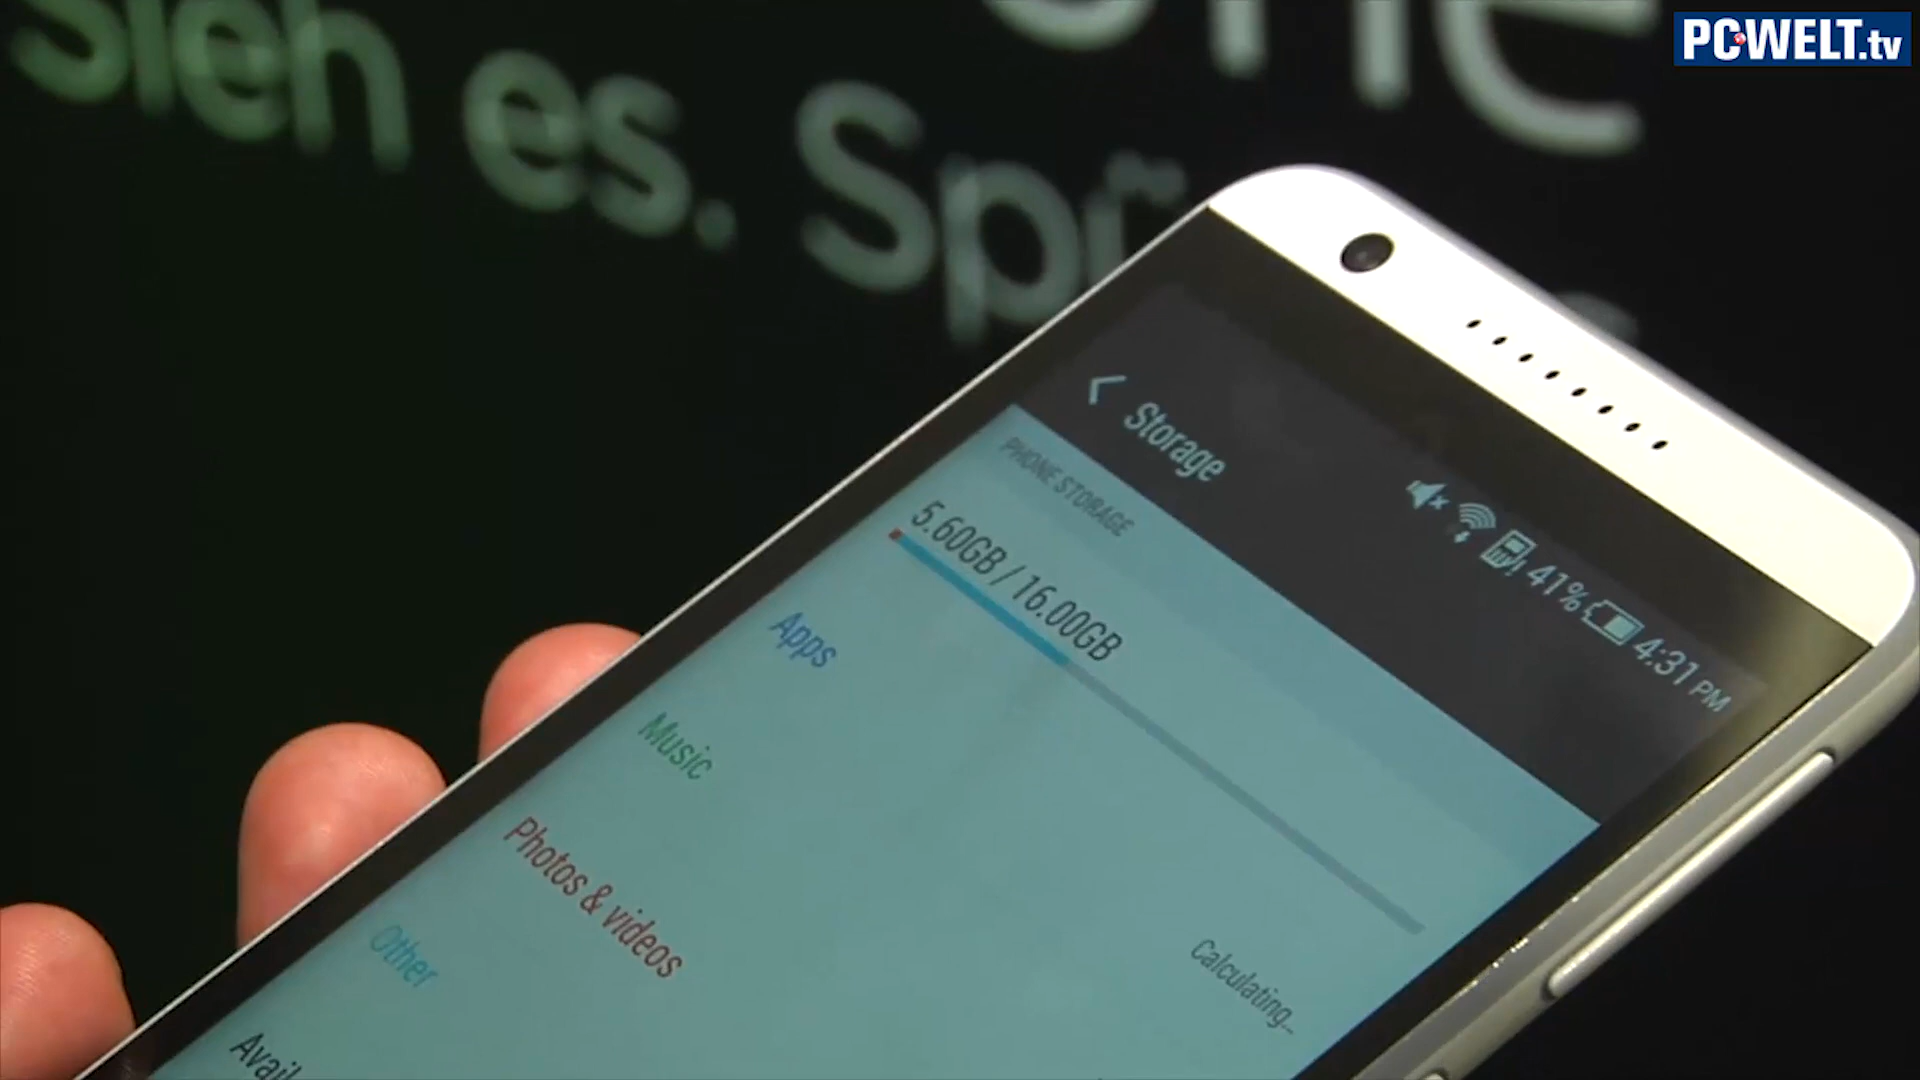 one
PCWELT.tv
Sieh es.
Storage
41% 4:31 PM
PHONE STORAGE
5.60GB / 16.00GB
Apps
Calculating...
Music
Photos & videos
Other